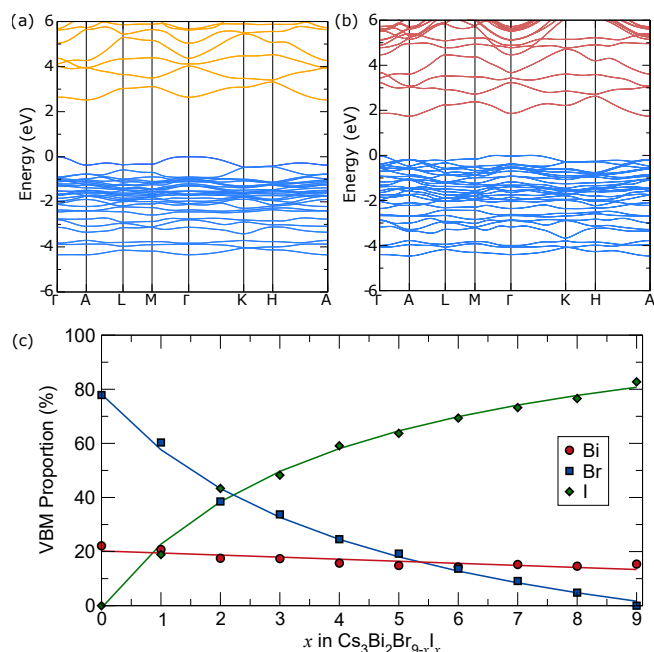 (a)
6
4
2
0
-2
-4
-6
Energy (eV)
Γ A L M Γ K H A
(b)
6
4
2
0
-2
-4
-6
Energy (eV)
Γ A L M Γ K H A
(c)
100
80
60
40
20
0
VBM Proportion (%)
Bi
Br
I
0 1 2 3 4 5 6 7 8 9
x in Cs₃Bi₂Br₉₋ₓIₓ